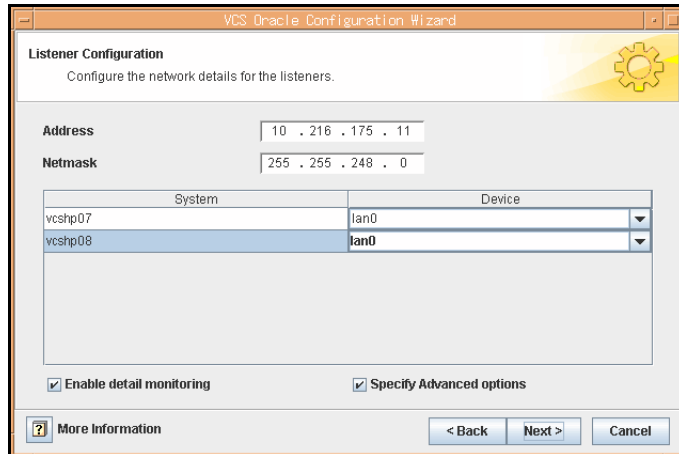 VCS Oracle Configuration Wizard
Listener Configuration
Configure the network details for the listeners.
Address 10 . 216 . 175 . 11
Netmask 255 . 255 . 248 . 0
System Device
vcshp07 lan0
vcshp08 lan0
Enable detail monitoring Specify Advanced options
? More Information < Back Next > Cancel